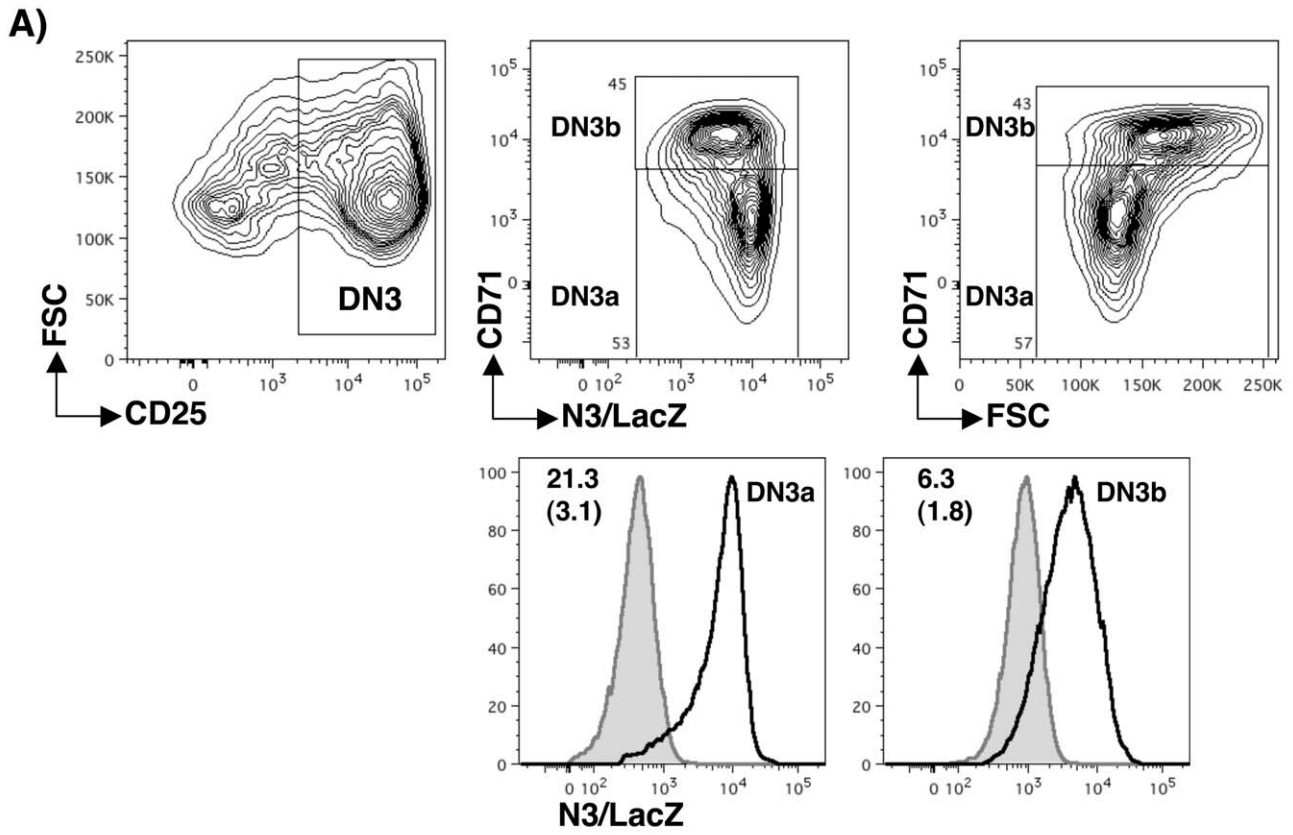 A)
250K
200K
150K
100K
50K
0
0 10³ 10⁴ 10⁵
FSC
CD25
DN3
10⁵
10⁴
10³
0
0 10² 10³ 10⁴ 10⁵
45
DN3b
DN3a
53
CD71
N3/LacZ
10⁵
10⁴
10³
0
0 50K 100K 150K 200K 250K
43
DN3b
DN3a
57
CD71
FSC
100
80
60
40
20
0
0 10² 10³ 10⁴ 10⁵
21.3
(3.1)
DN3a
N3/LacZ
100
80
60
40
20
0
0 10² 10³ 10⁴ 10⁵
6.3
(1.8)
DN3b